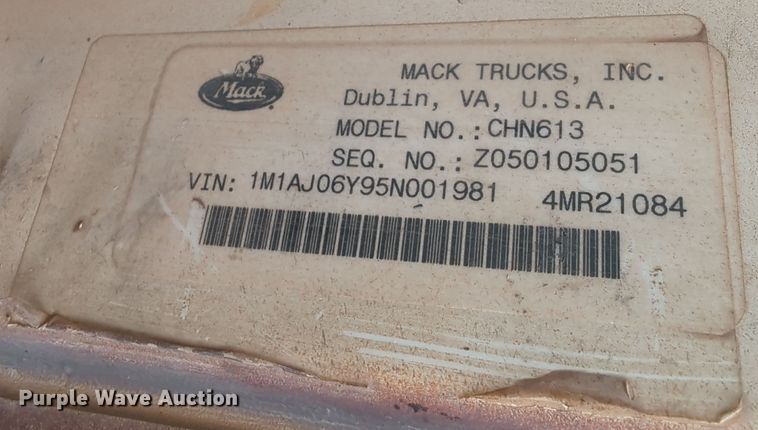 Mack
MACK TRUCKS, INC.
Dublin, VA, U.S.A.
MODEL NO.: CHN613
SEQ. NO.: Z050105051
VIN: 1M1AJ06Y95N001981 4MR21084
Purple Wave Auction